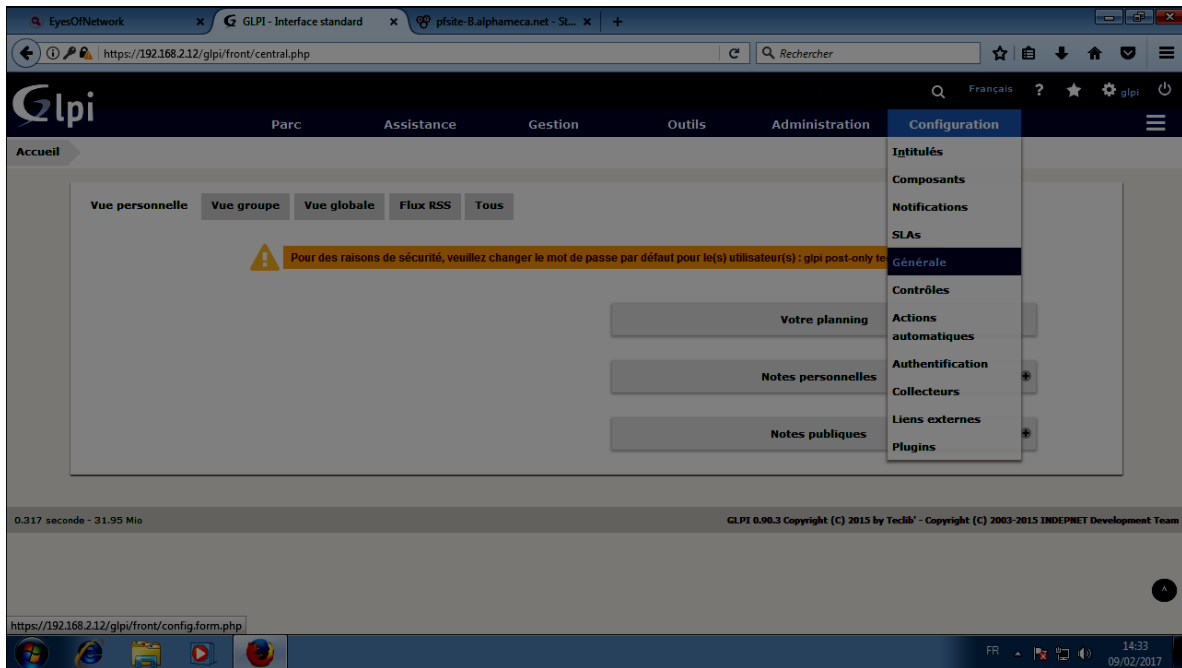 EyesOfNetwork
GLPI - Interface standard
pfsite-B.alphameca.net - St...
https://192.168.2.12/glpi/front/central.php
Rechercher
Glpi
Français ? glpi
Parc Assistance Gestion Outils Administration Configuration
Accueil
Intitulés
Composants
Notifications
SLAs
Générale
Contrôles
Actions
automatiques
Authentification
Collecteurs
Liens externes
Plugins
Vue personnelle Vue groupe Vue globale Flux RSS Tous
Pour des raisons de sécurité, veuillez changer le mot de passe par défaut pour le(s) utilisateur(s) : glpi post-only te
Votre planning
Notes personnelles
Notes publiques
0.317 seconde - 31.95 Mio
GLPI 0.90.3 Copyright (C) 2015 by Teclib' - Copyright (C) 2003-2015 INDEPNET Development Team
https://192.168.2.12/glpi/front/config.form.php
FR
14:33
09/02/2017